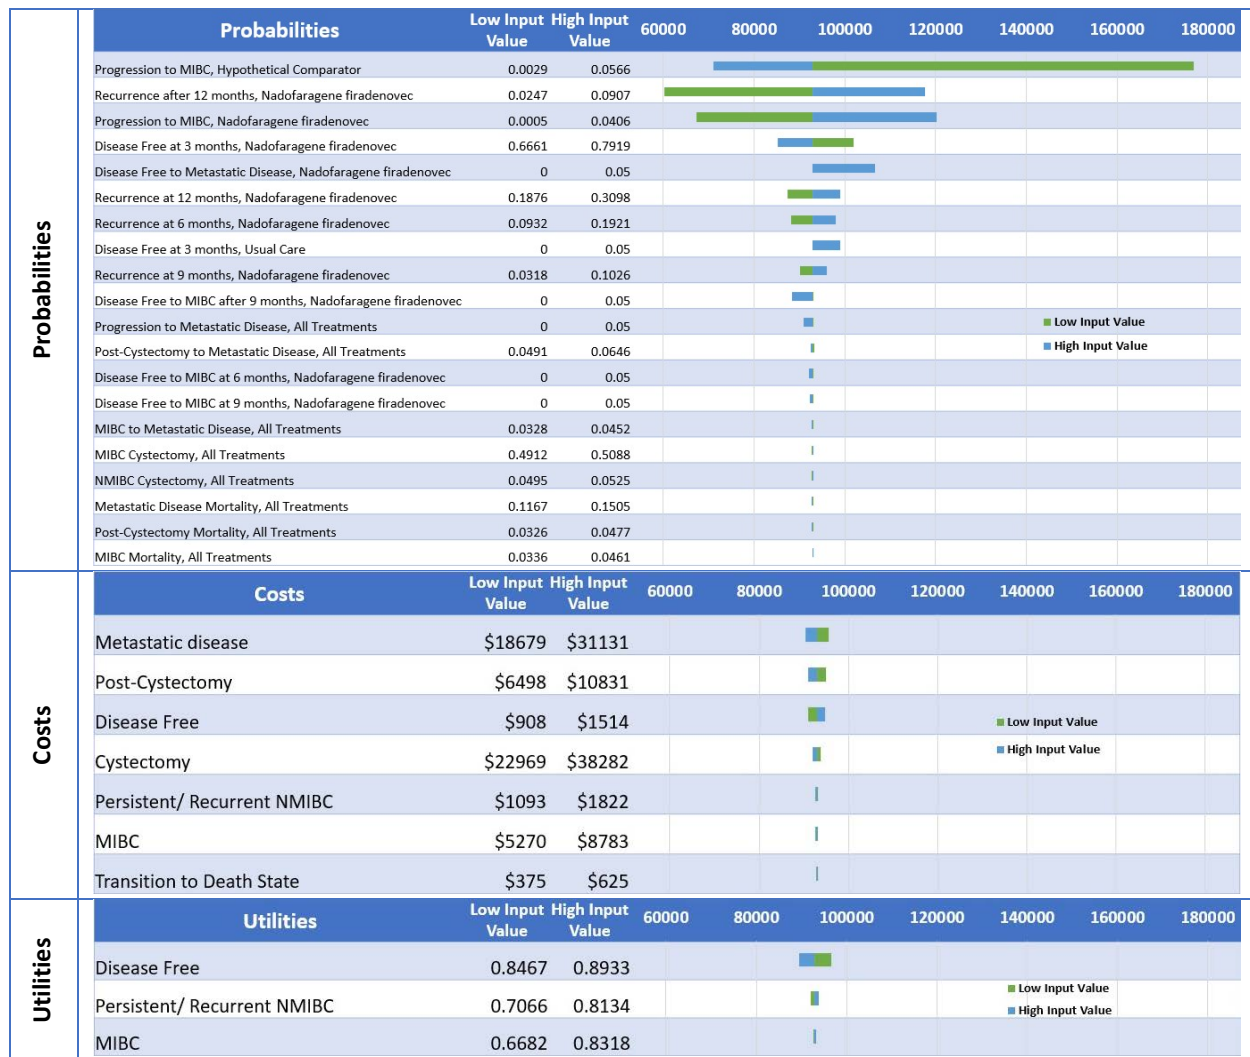 Probabilities
Probabilities Low Input Value High Input Value 60000 80000 100000 120000 140000 160000 180000
Progression to MIBC, Hypothetical Comparator 0.0029 0.0566
Recurrence after 12 months, Nadofaragene firadenovec 0.0247 0.0907
Progression to MIBC, Nadofaragene firadenovec 0.0005 0.0406
Disease Free at 3 months, Nadofaragene firadenovec 0.6661 0.7919
Disease Free to Metastatic Disease, Nadofaragene firadenovec 0 0.05
Recurrence at 12 months, Nadofaragene firadenovec 0.1876 0.3098
Recurrence at 6 months, Nadofaragene firadenovec 0.0932 0.1921
Disease Free at 3 months, Usual Care 0 0.05
Recurrence at 9 months, Nadofaragene firadenovec 0.0318 0.1026
Disease Free to MIBC after 9 months, Nadofaragene firadenovec 0 0.05
Progression to Metastatic Disease, All Treatments 0 0.05 Low Input Value
Post-Cystectomy to Metastatic Disease, All Treatments 0.0491 0.0646 High Input Value
Disease Free to MIBC at 6 months, Nadofaragene firadenovec 0 0.05
Disease Free to MIBC at 9 months, Nadofaragene firadenovec 0 0.05
MIBC to Metastatic Disease, All Treatments 0.0328 0.0452
MIBC Cystectomy, All Treatments 0.4912 0.5088
NMIBC Cystectomy, All Treatments 0.0495 0.0525
Metastatic Disease Mortality, All Treatments 0.1167 0.1505
Post-Cystectomy Mortality, All Treatments 0.0326 0.0477
MIBC Mortality, All Treatments 0.0336 0.0461
Costs
Costs Low Input Value High Input Value 60000 80000 100000 120000 140000 160000 180000
Metastatic disease $18679 $31131
Post-Cystectomy $6498 $10831
Disease Free $908 $1514 Low Input Value
Cystectomy $22969 $38282 High Input Value
Persistent/ Recurrent NMIBC $1093 $1822
MIBC $5270 $8783
Transition to Death State $375 $625
Utilities
Utilities Low Input Value High Input Value 60000 80000 100000 120000 140000 160000 180000
Disease Free 0.8467 0.8933
Persistent/ Recurrent NMIBC 0.7066 0.8134 Low Input Value
High Input Value
MIBC 0.6682 0.8318